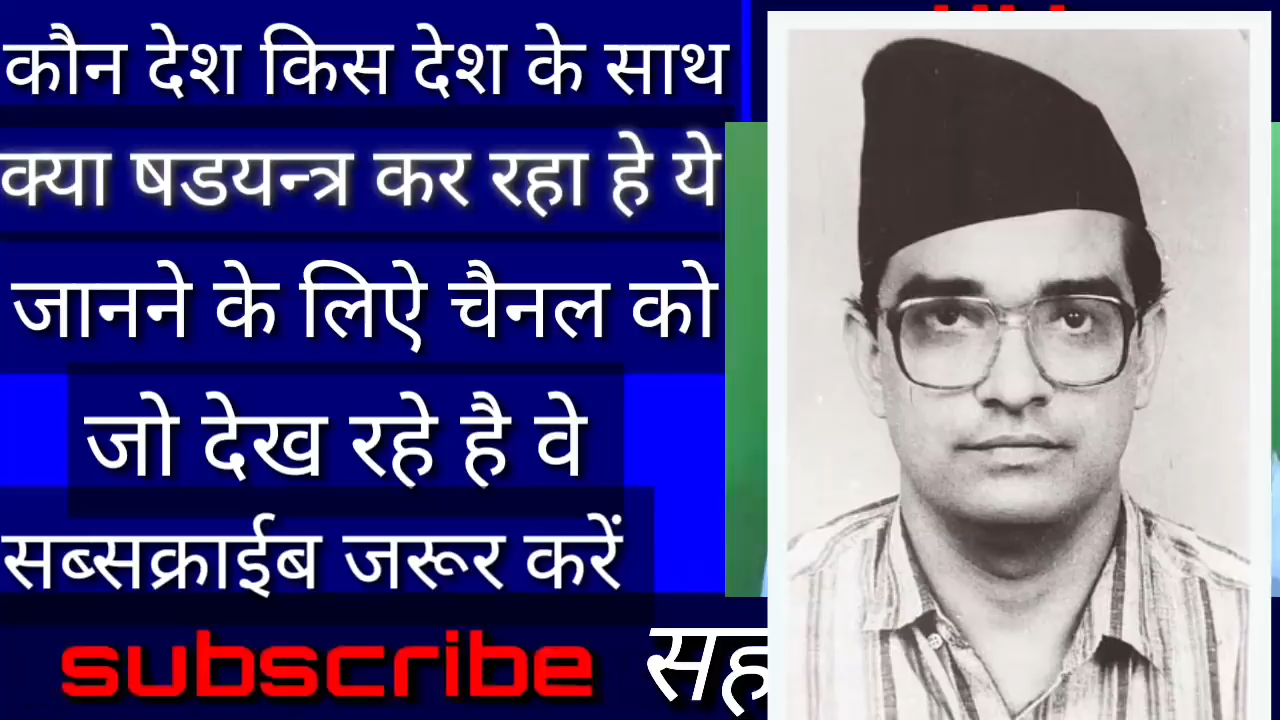 कौन देश किस देश के साथ
क्या षडयन्त्र कर रहा हे ये
जानने के लिऐ चैनल को
जो देख रहे है वे
सब्सक्राईब जरूर करें
subscribe